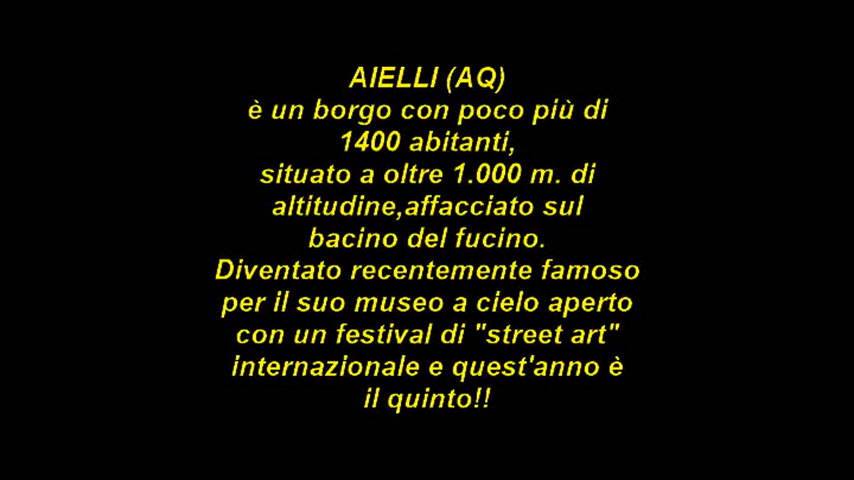 AIELLI (AQ)
è un borgo con poco più di
1400 abitanti,
situato a oltre 1.000 m. di
altitudine,affacciato sul
bacino del fucino.
Diventato recentemente famoso
per il suo museo a cielo aperto
con un festival di "street art"
internazionale e quest'anno è
il quinto!!